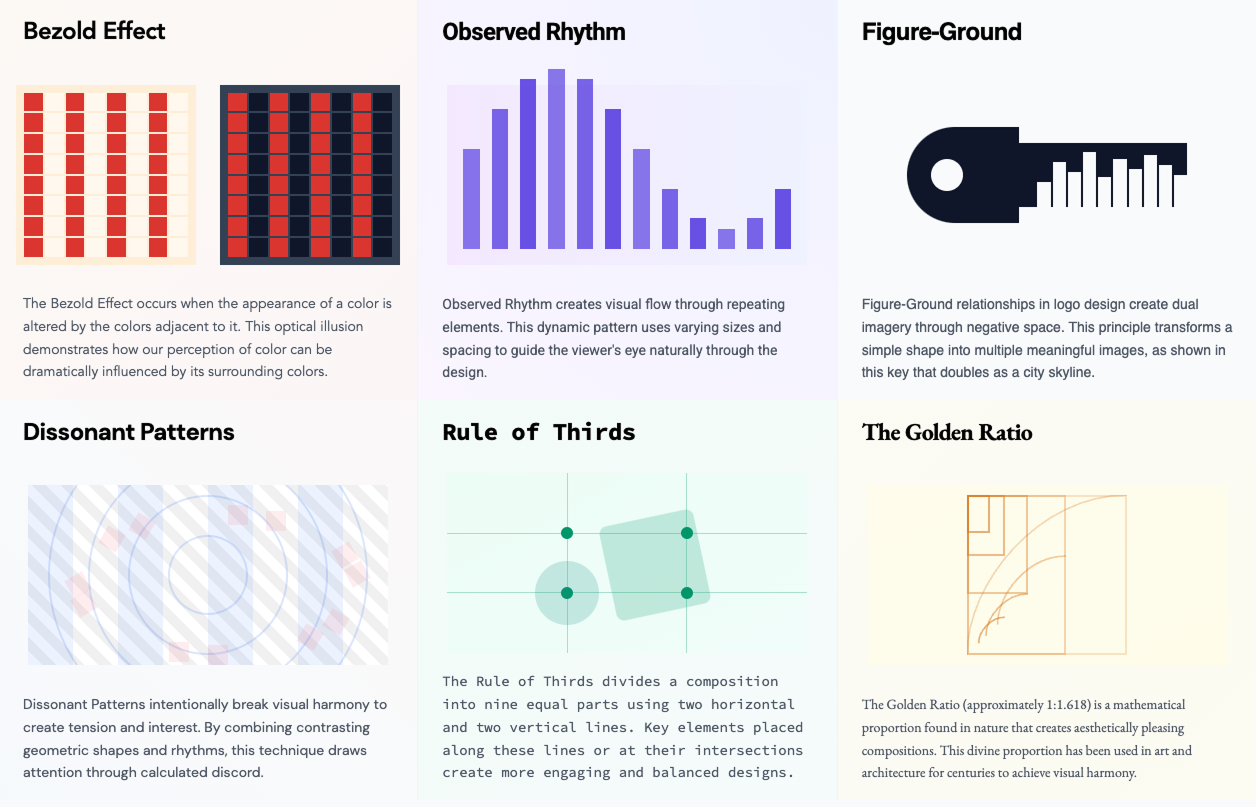 Bezold Effect
The Bezold Effect occurs when the appearance of a color is
altered by the colors adjacent to it. This optical illusion
demonstrates how our perception of color can be
dramatically influenced by its surrounding colors.
Observed Rhythm
Observed Rhythm creates visual flow through repeating
elements. This dynamic pattern uses varying sizes and
spacing to guide the viewer's eye naturally through the
design.
Figure-Ground
Figure-Ground relationships in logo design create dual
imagery through negative space. This principle transforms a
simple shape into multiple meaningful images, as shown in
this key that doubles as a city skyline.
Dissonant Patterns
Dissonant Patterns intentionally break visual harmony to
create tension and interest. By combining contrasting
geometric shapes and rhythms, this technique draws
attention through calculated discord.
Rule of Thirds
The Rule of Thirds divides a composition
into nine equal parts using two horizontal
and two vertical lines. Key elements placed
along these lines or at their intersections
create more engaging and balanced designs.
The Golden Ratio
The Golden Ratio (approximately 1:1.618) is a mathematical
proportion found in nature that creates aesthetically pleasing
compositions. This divine proportion has been used in art and
architecture for centuries to achieve visual harmony.